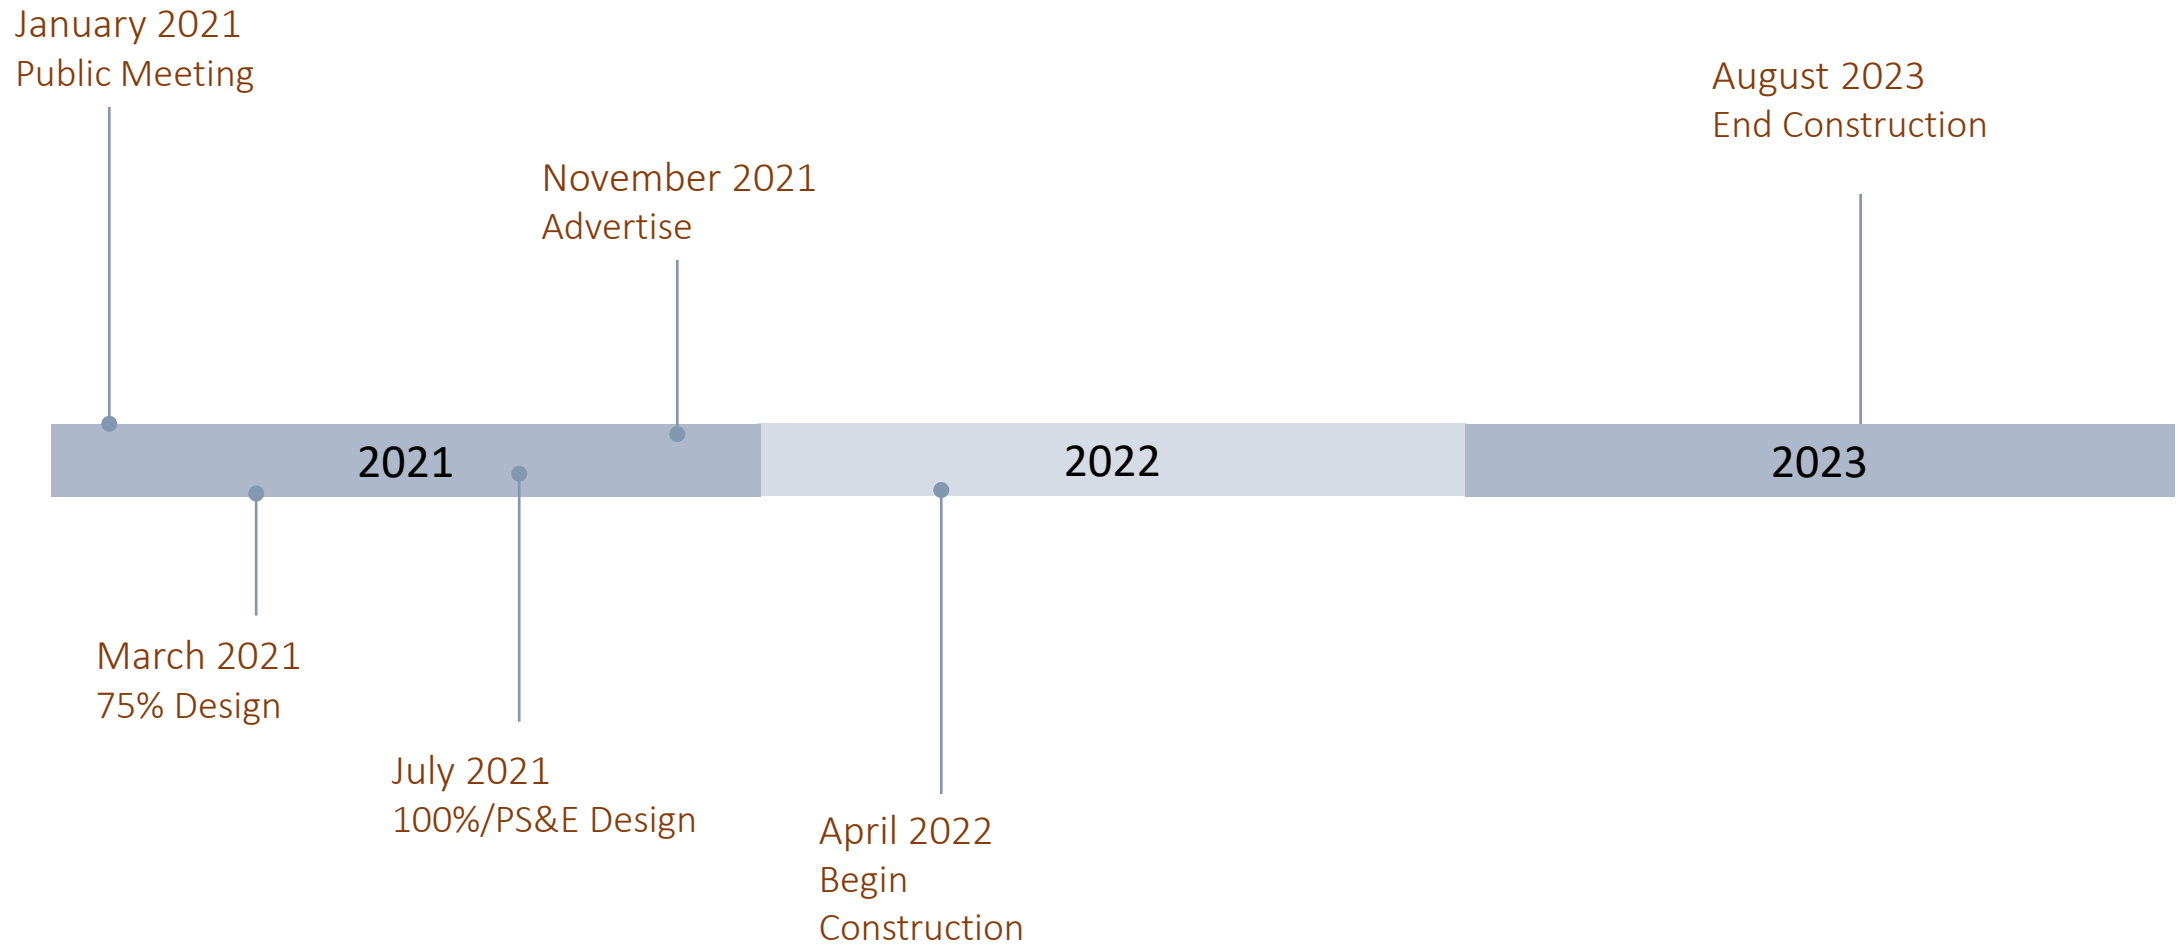 January 2021
Public Meeting
August 2023
End Construction
November 2021
Advertise
2021
2022
2023
March 2021
75% Design
July 2021
100%/PS&E Design
April 2022
Begin
Construction